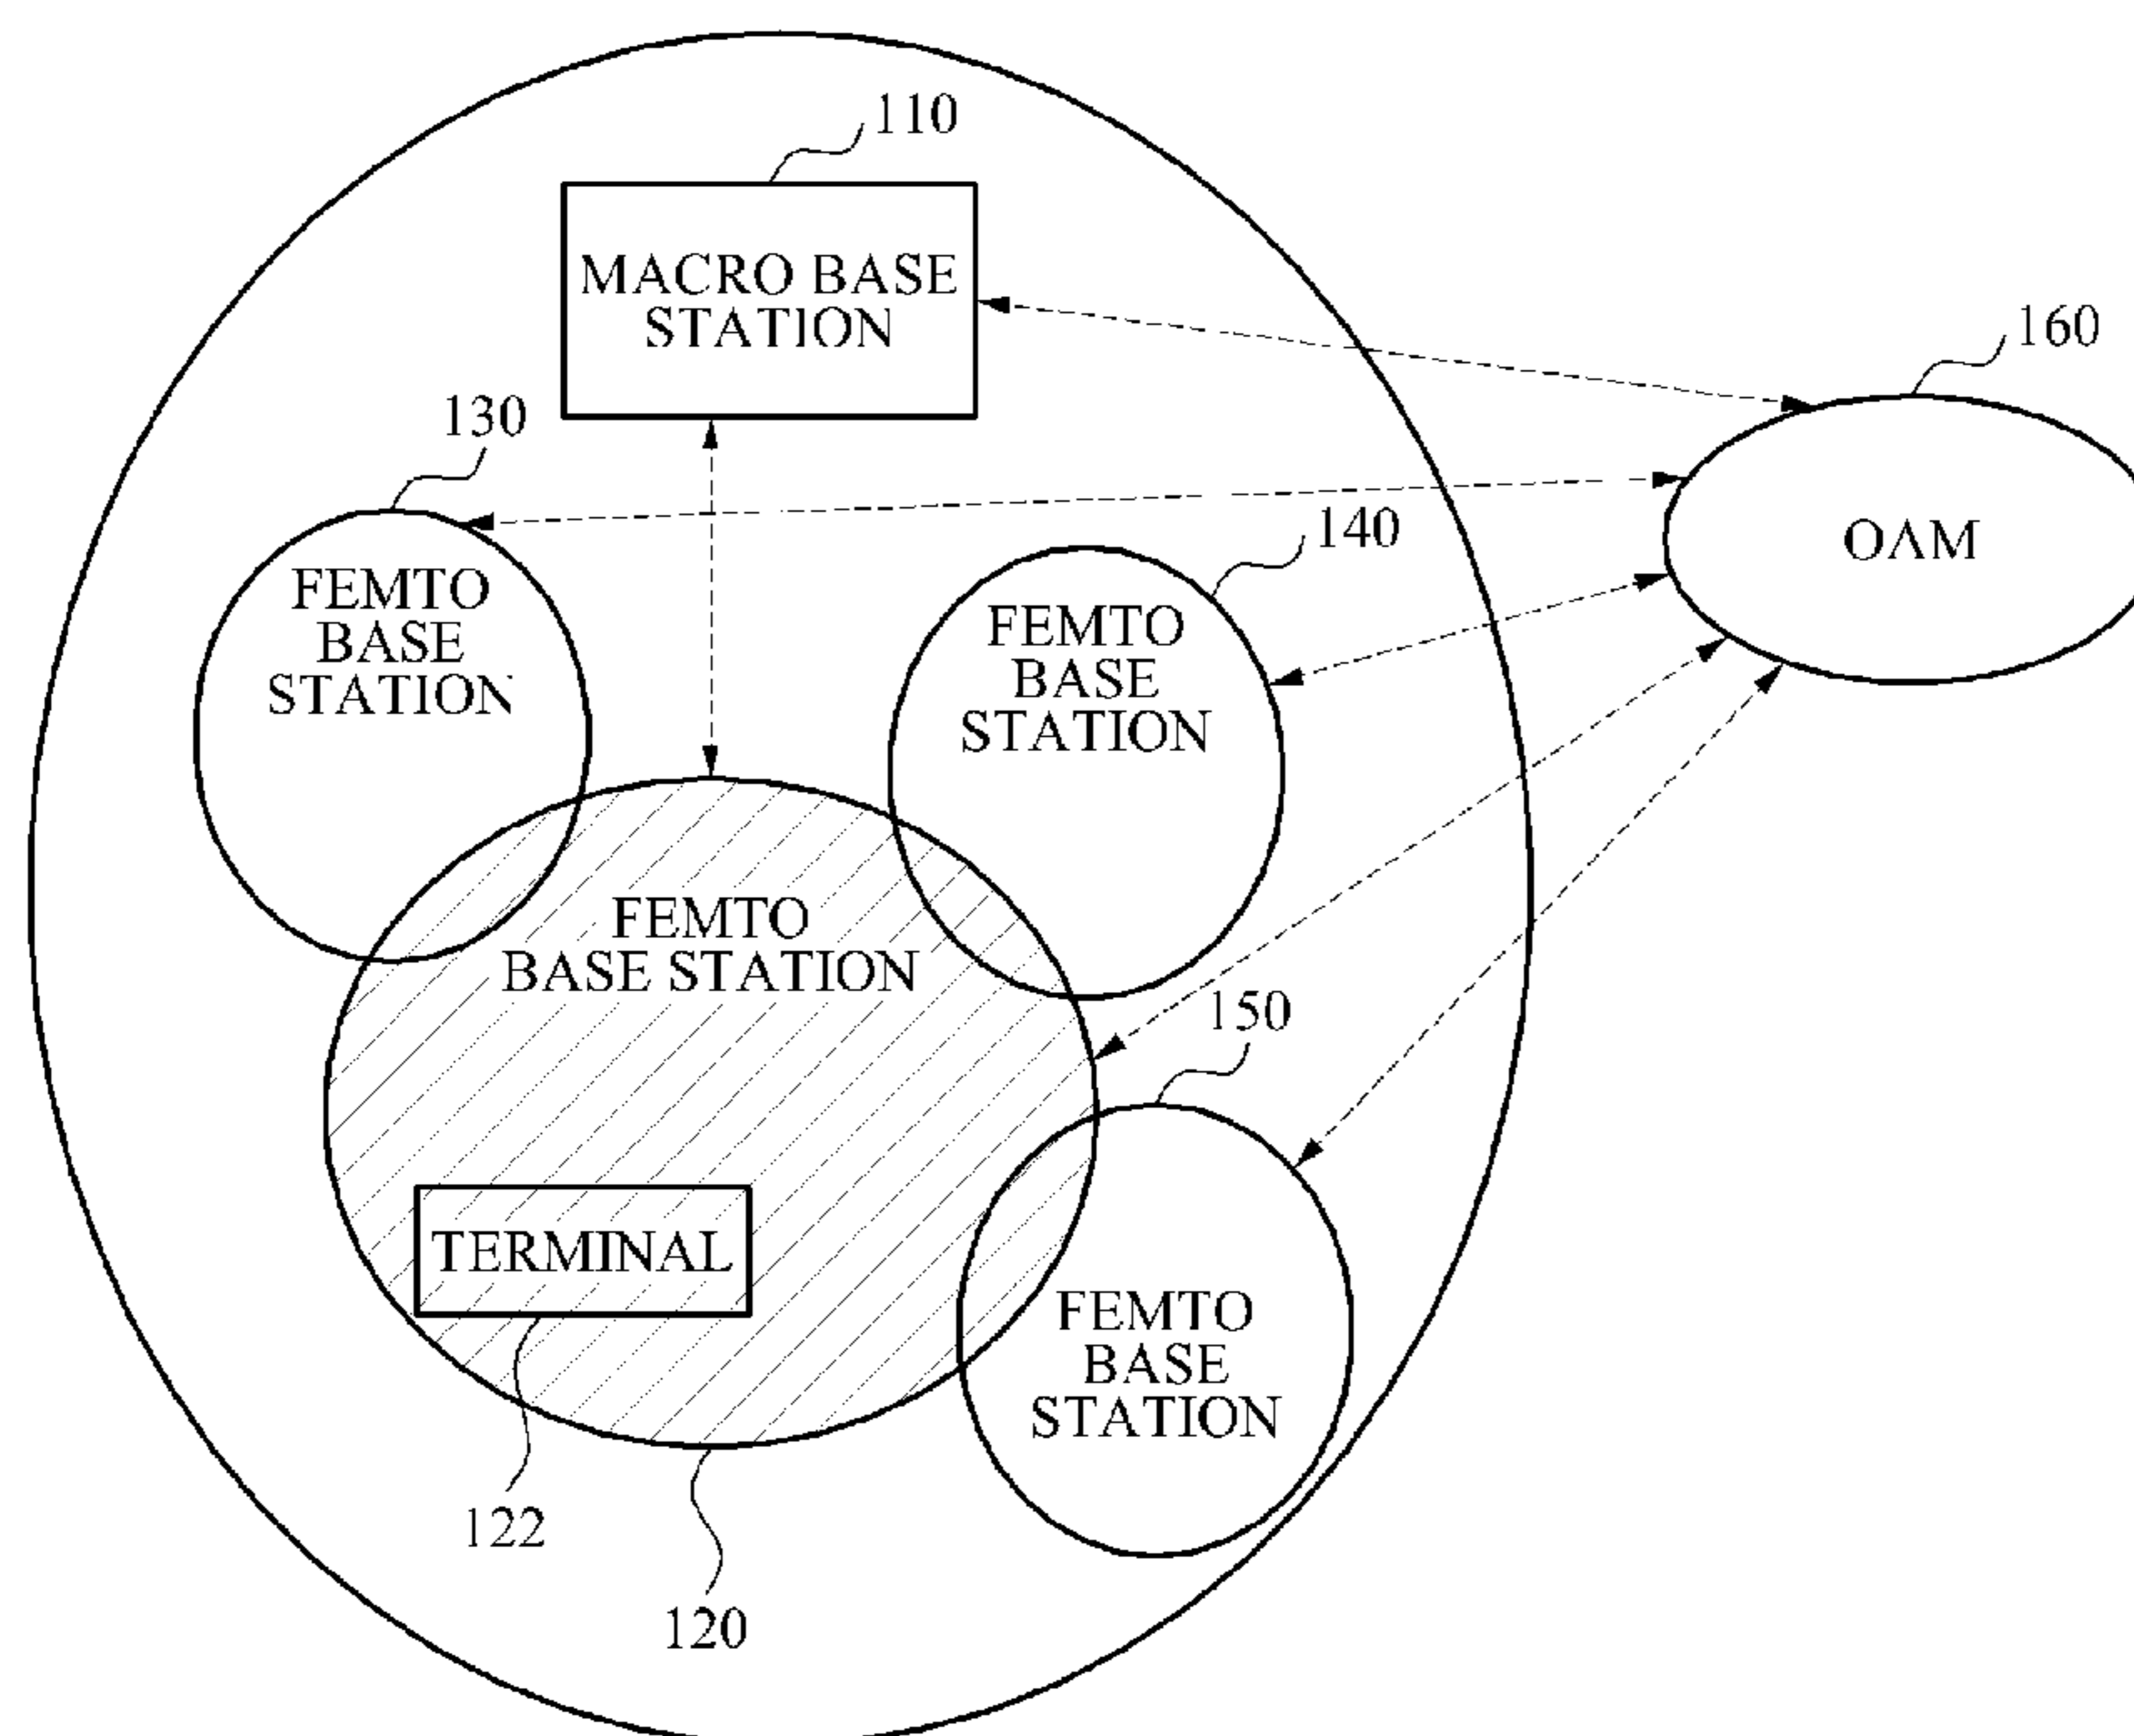 110
MACRO BASE
STATION
160
130
140
OAM
FEMTO
BASE
STATION
FEMTO
BASE
STATION
FEMTO
BASE STATION
150
TERMINAL
FEMTO
BASE
STATION
122
120